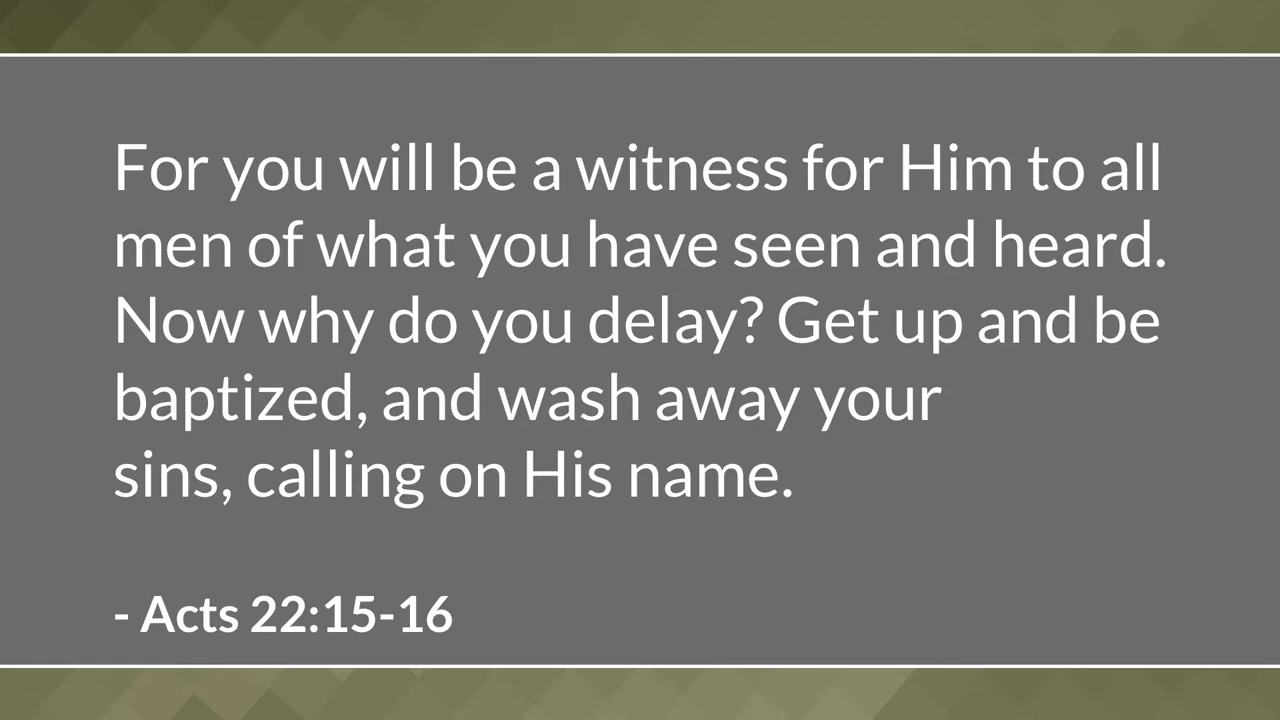 For you will be a witness for Him to all
men of what you have seen and heard.
Now why do you delay? Get up and be
baptized, and wash away your
sins, calling on His name.
- Acts 22:15-16